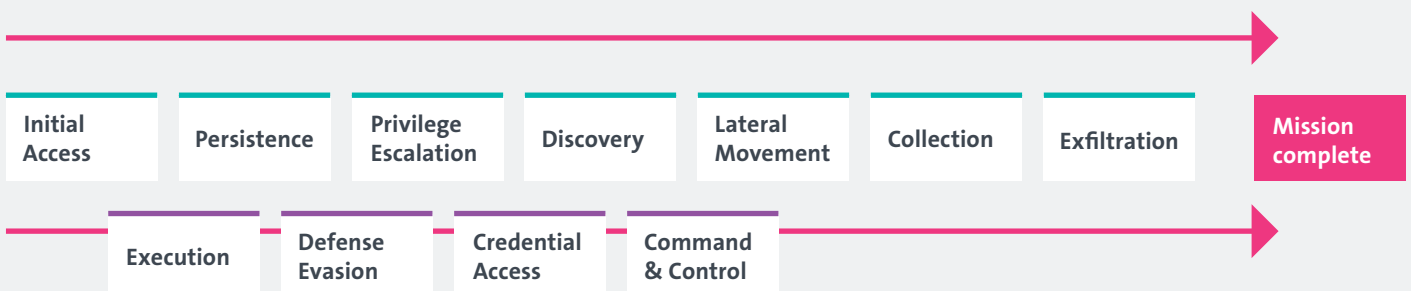 Initial
Access
Persistence
Privilege
Escalation
Discovery
Lateral
Movement
Collection
Exfiltration
Mission
complete
Execution
Defense
Evasion
Credential
Access
Command
& Control